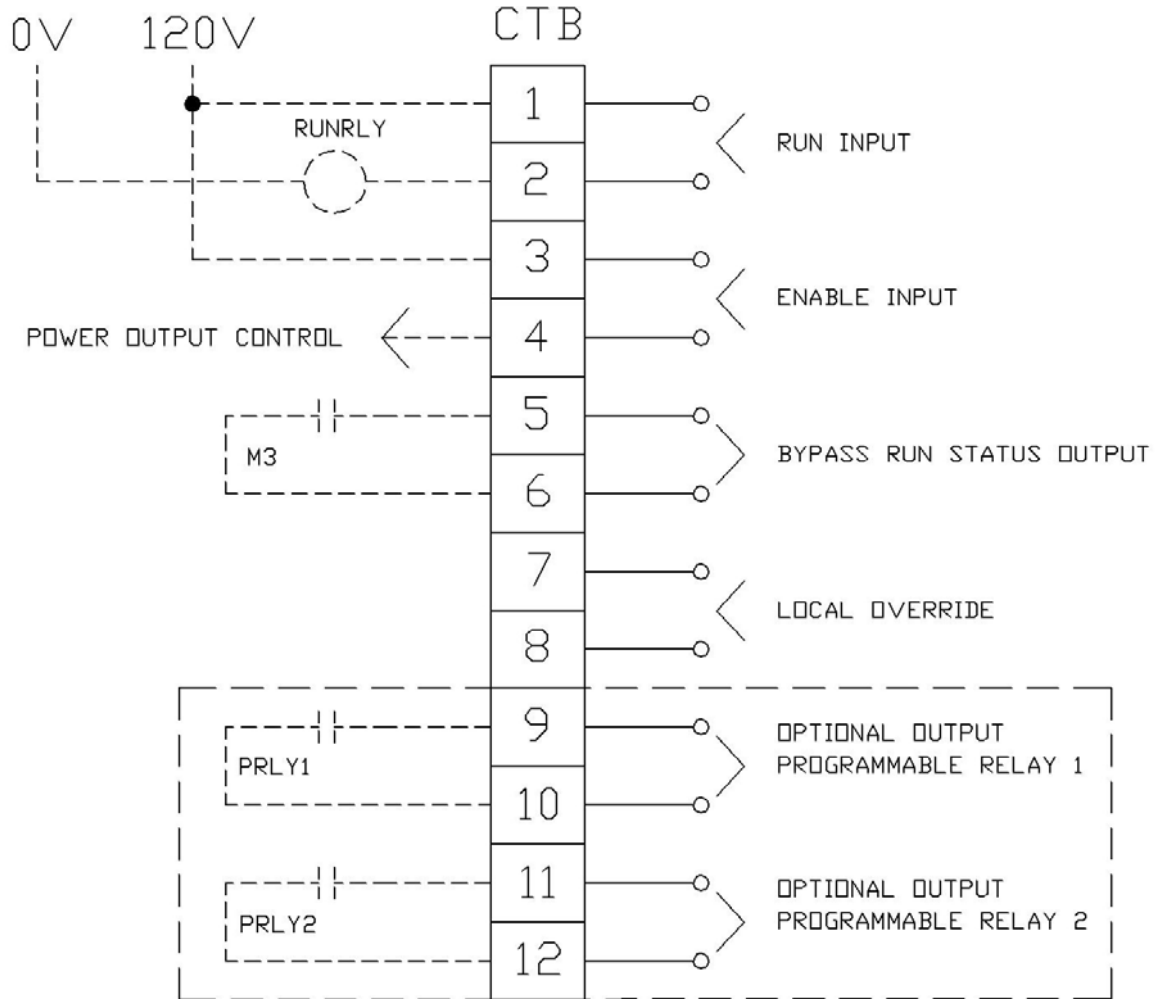 0V 120V CTB
1
RUNRLY
RUN INPUT
2
3
ENABLE INPUT
POWER OUTPUT CONTROL
4
5
M3
BYPASS RUN STATUS OUTPUT
6
7
LOCAL OVERRIDE
8
9
PRLY1
OPTIONAL OUTPUT
PROGRAMMABLE RELAY 1
10
11
PRLY2
OPTIONAL OUTPUT
PROGRAMMABLE RELAY 2
12